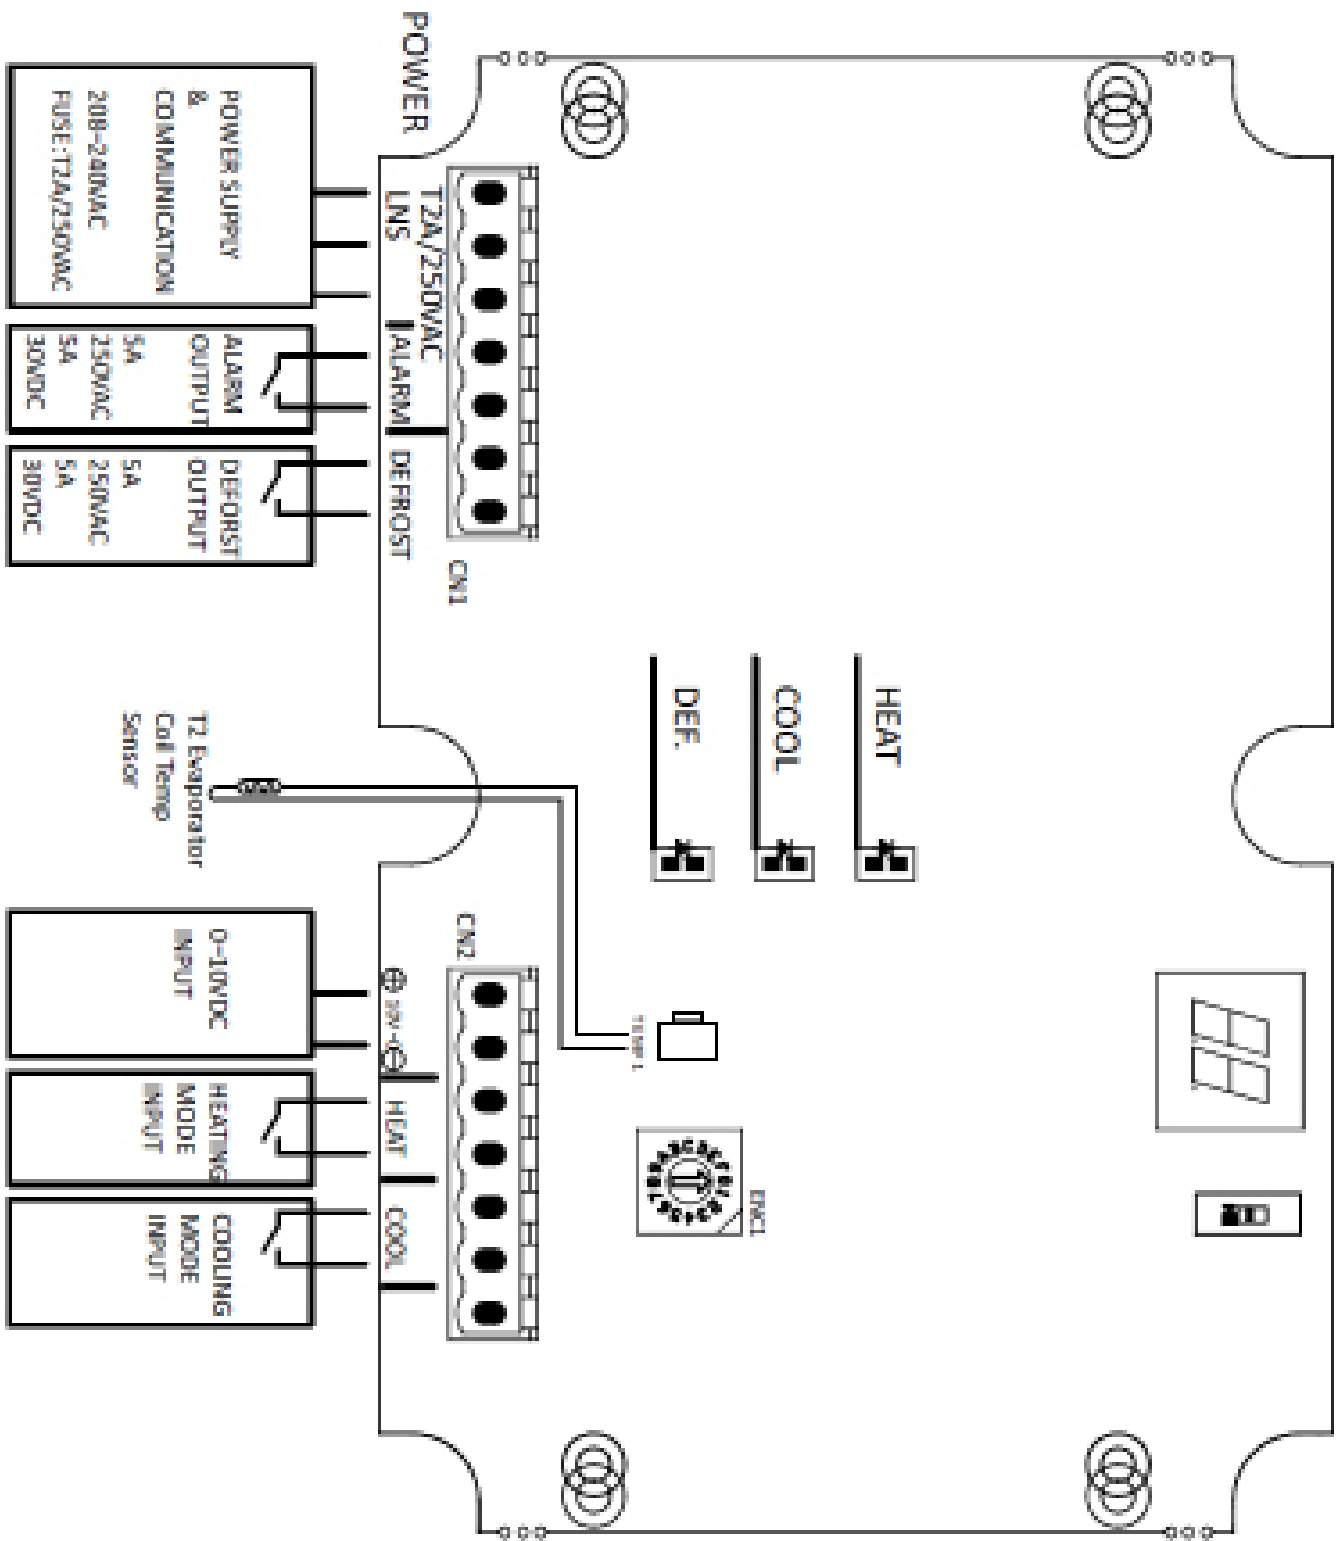 POWER
T2A/250VAC
LNS
ALARM
DEFROST
CN1
POWER SUPPLY
&
COMMUNICATION
208-240VAC
FUSE:T2A/250VAC
ALARM
OUTPUT
5A
250VAC
5A
30VDC
DEFORST
OUTPUT
5A
250VAC
5A
30VDC
HEAT
COOL
DEF.
T2 Evaporator
Coil Temp
Sensor
CN2
10V
HEAT
COOL
0-10VDC
INPUT
HEATING
MODE
INPUT
COOLING
MODE
INPUT
ENC1